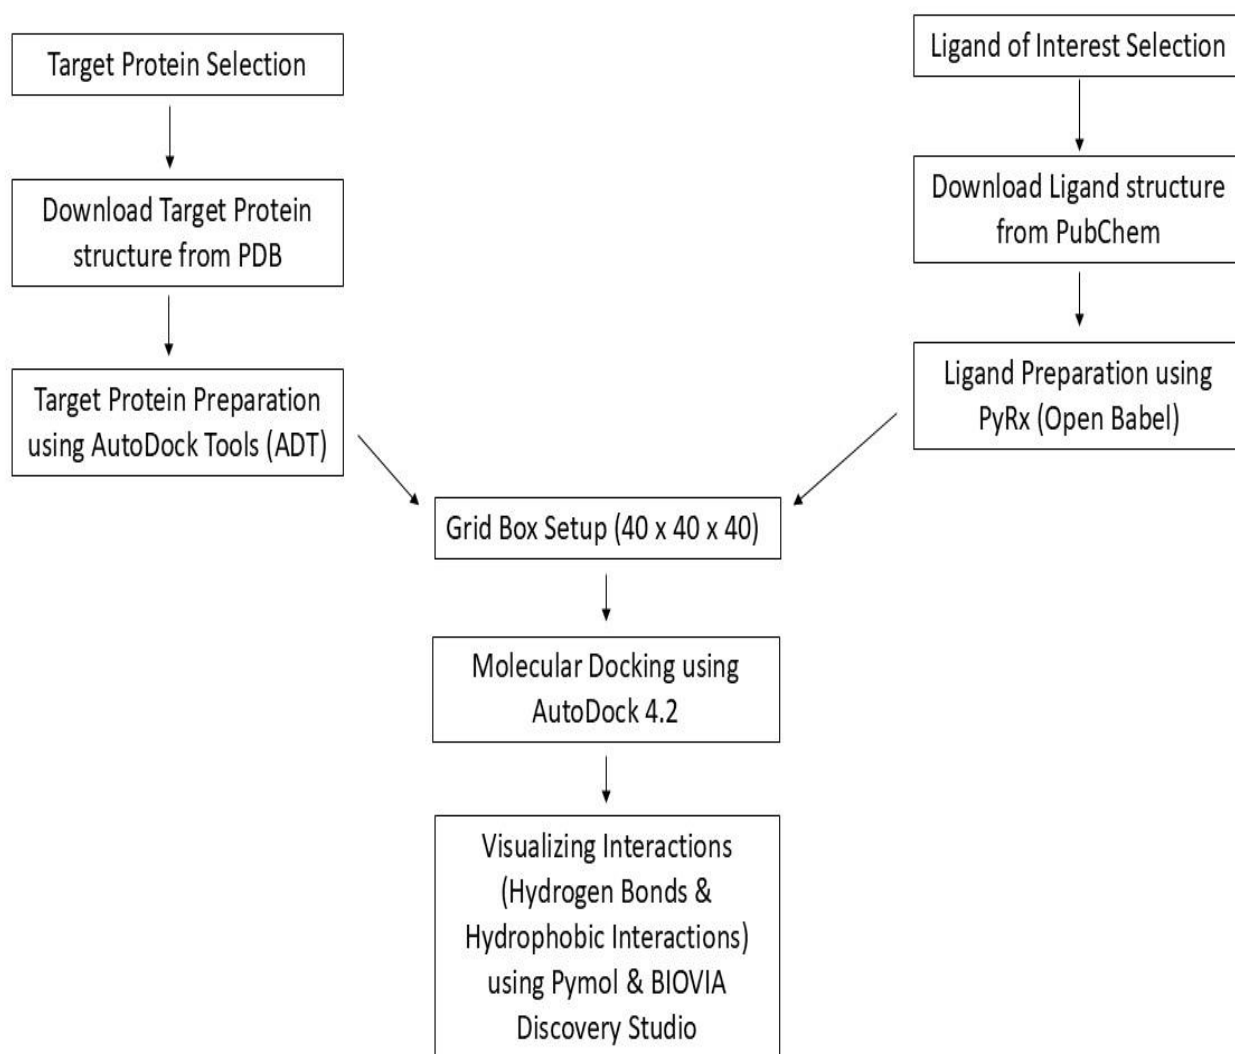 Target Protein Selection
Download Target Protein
structure from PDB
Target Protein Preparation
using AutoDock Tools (ADT)
Ligand of Interest Selection
Download Ligand structure
from PubChem
Ligand Preparation using
PyRx (Open Babel)
Grid Box Setup (40 x 40 x 40)
Molecular Docking using
AutoDock 4.2
Visualizing Interactions
(Hydrogen Bonds &
Hydrophobic Interactions)
using Pymol & BIOVIA
Discovery Studio